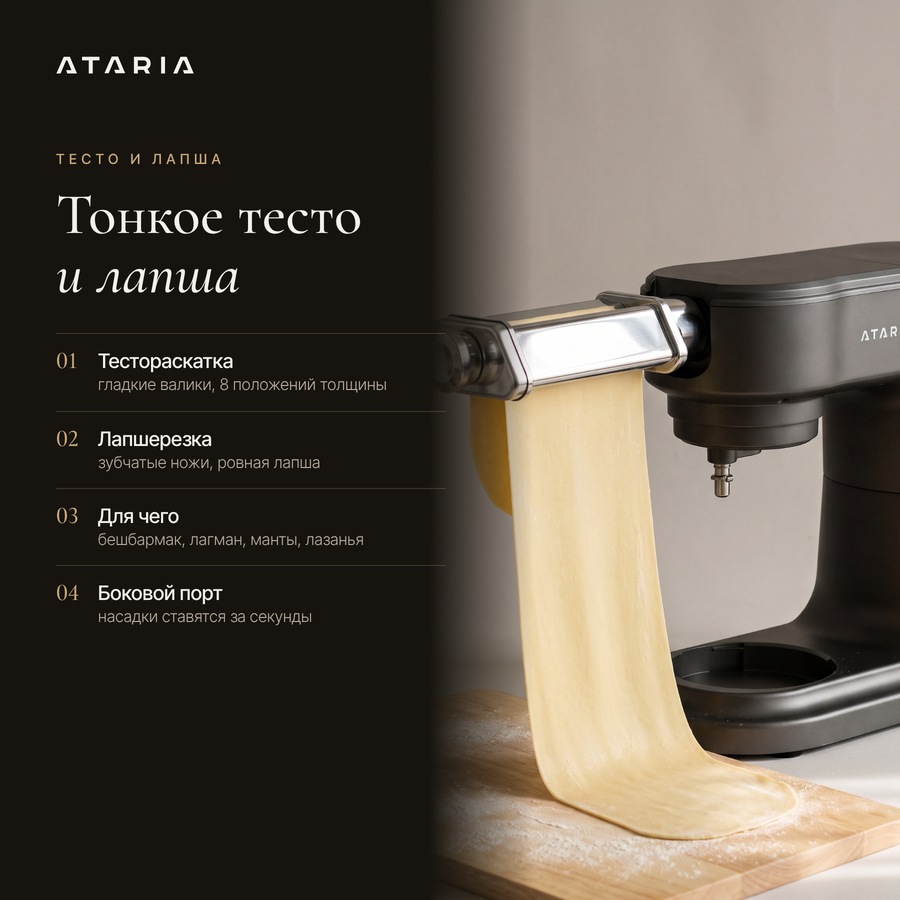 ATARIA
ТЕСТО И ЛАПША
Тонкое тесто
и лапша
01 Тестораскатка
гладкие валики, 8 положений толщины
02 Лапшерезка
зубчатые ножи, ровная лапша
03 Для чего
бешбармак, лагман, манты, лазанья
04 Боковой порт
насадки ставятся за секунды
ATAR